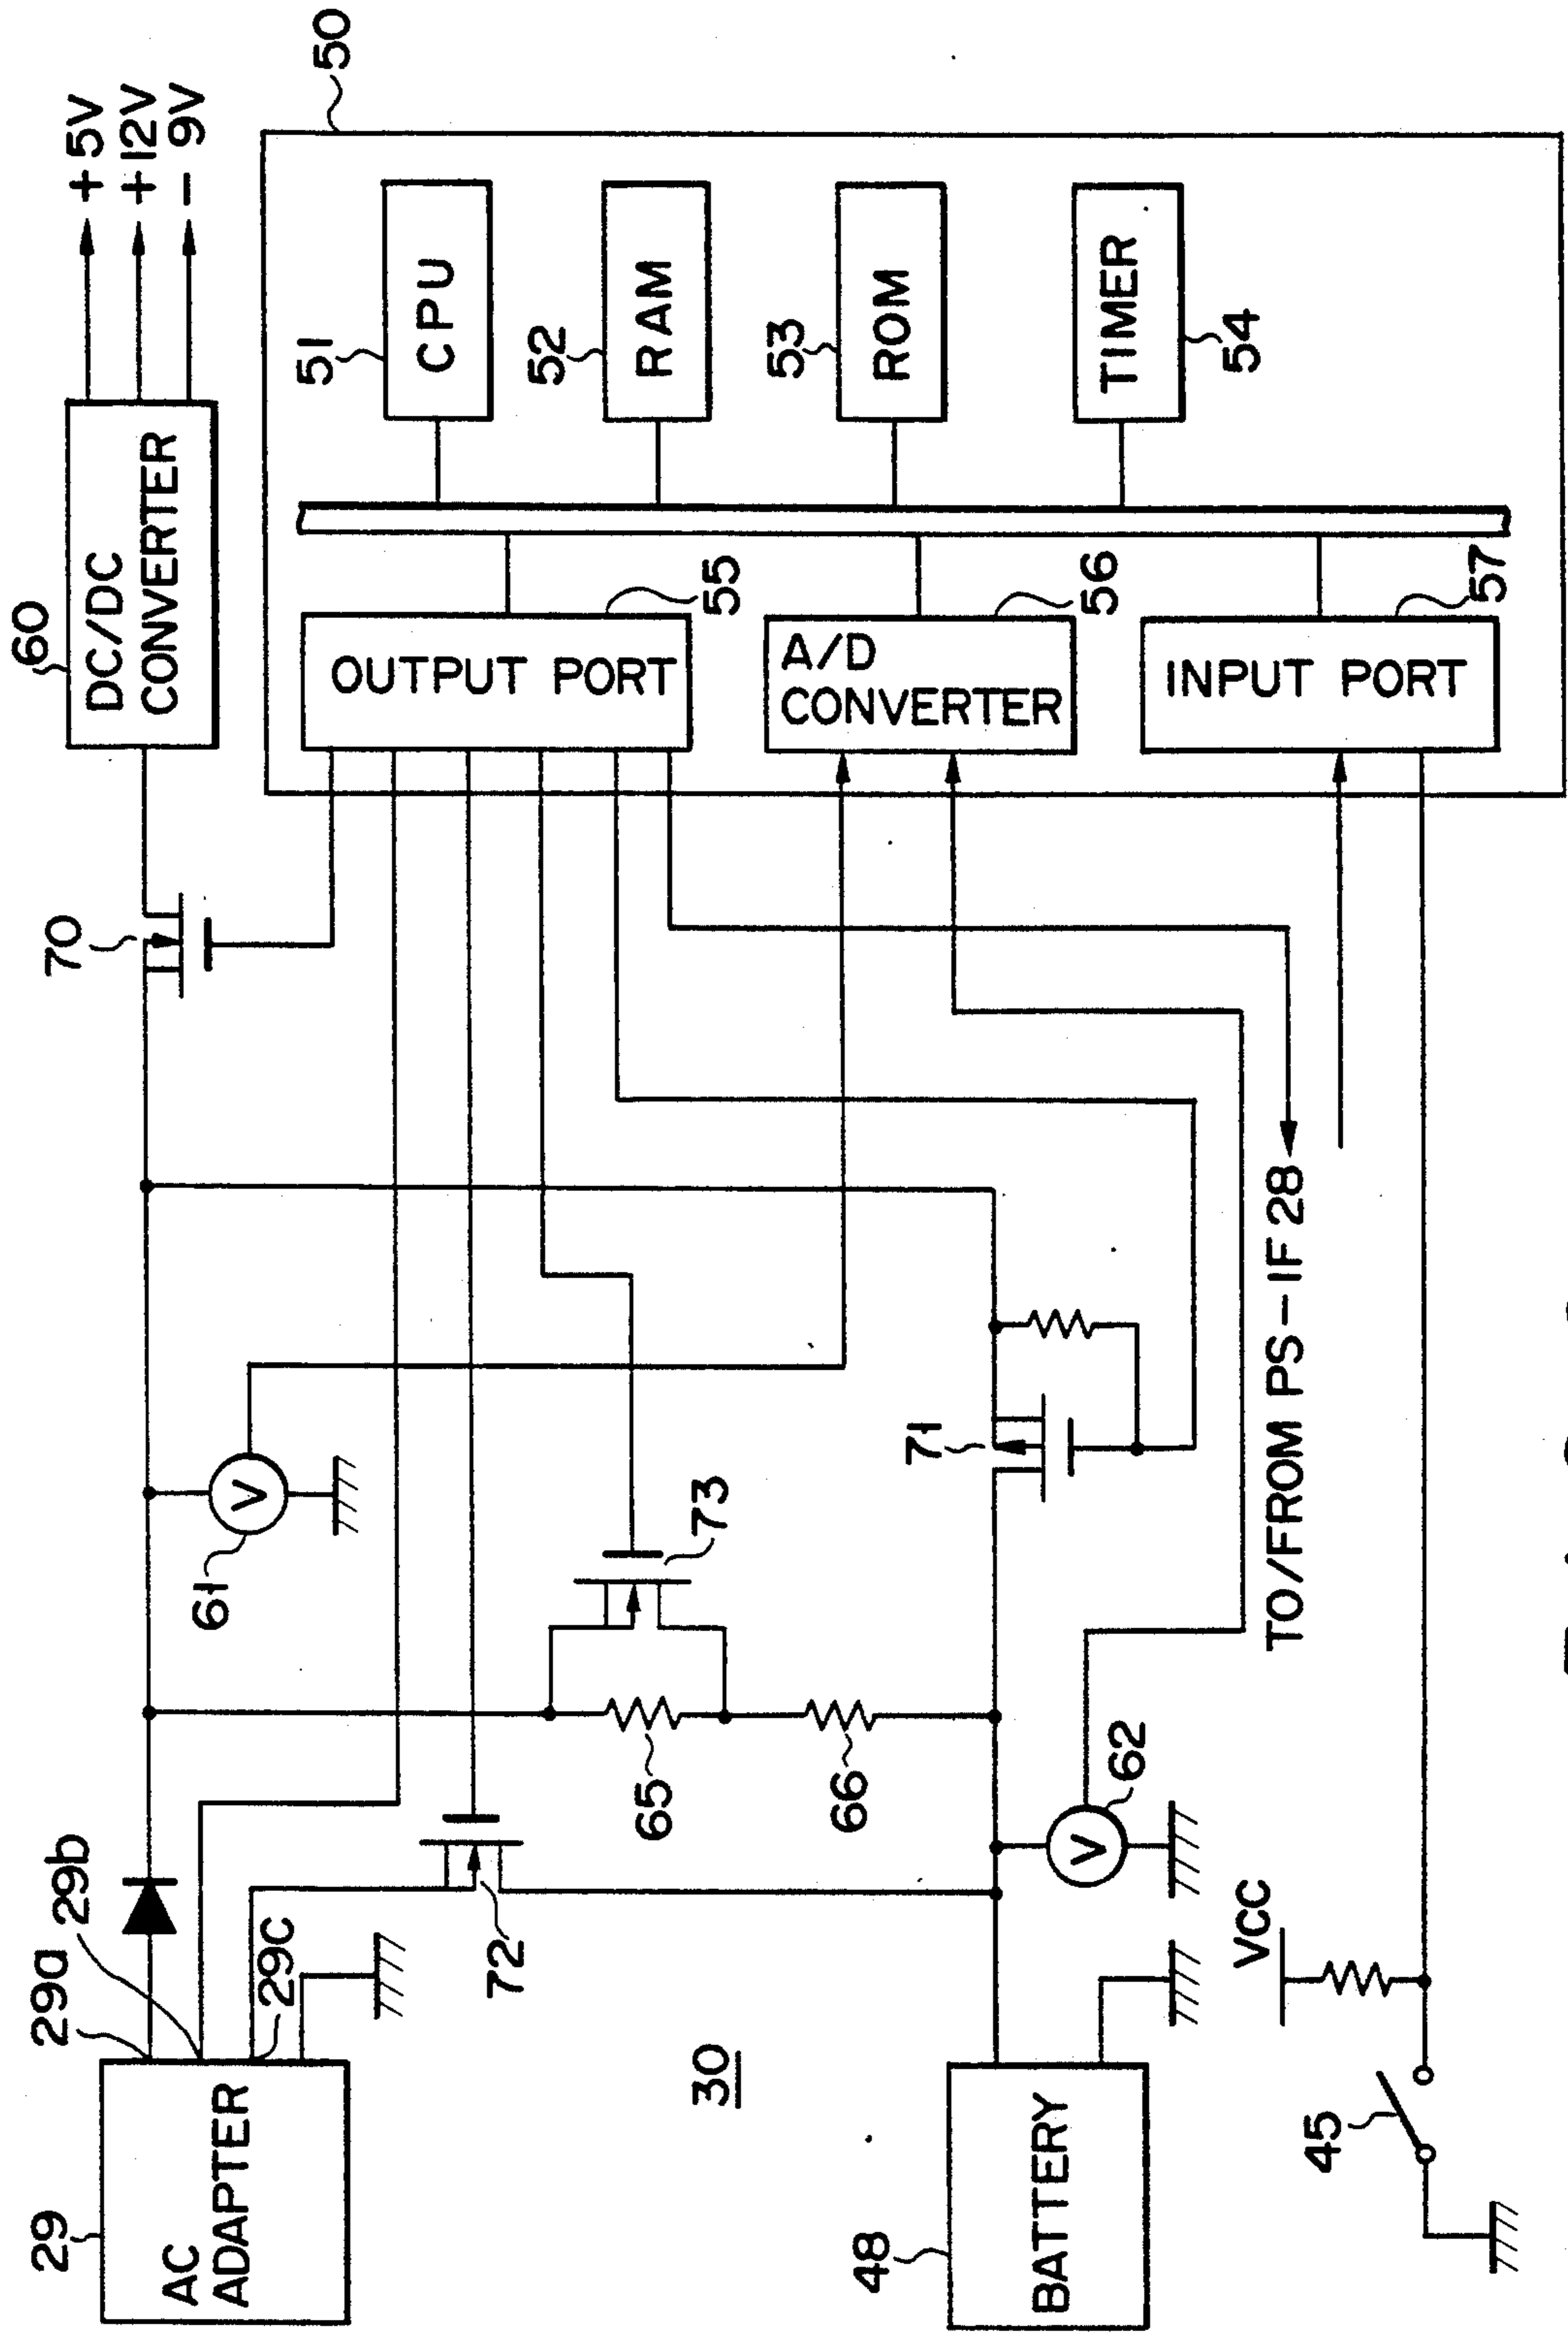 29
AC
ADAPTER
29a
29b
29C
61
V
70
60
DC/DC
CONVERTER
+5V
+12V
-9V
50
72
65
66
73
71
30
48
BATTERY
62
V
OUTPUT PORT
55
A/D
CONVERTER
56
INPUT PORT
57
51
CPU
52
RAM
53
ROM
TIMER
54
TO/FROM PS-IF 28
VCC
45